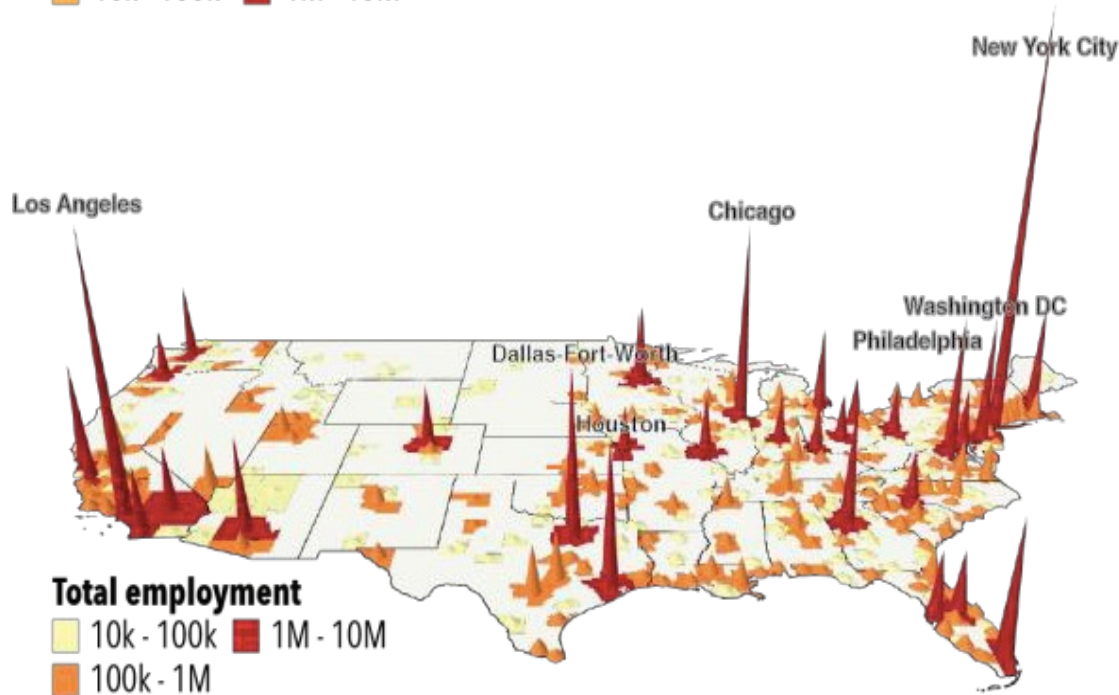 New York City
Los Angeles
Chicago
Washington DC
Philadelphia
Dallas-Fort-Worth
Houston
Total employment
10k - 100k
1M - 10M
100k - 1M